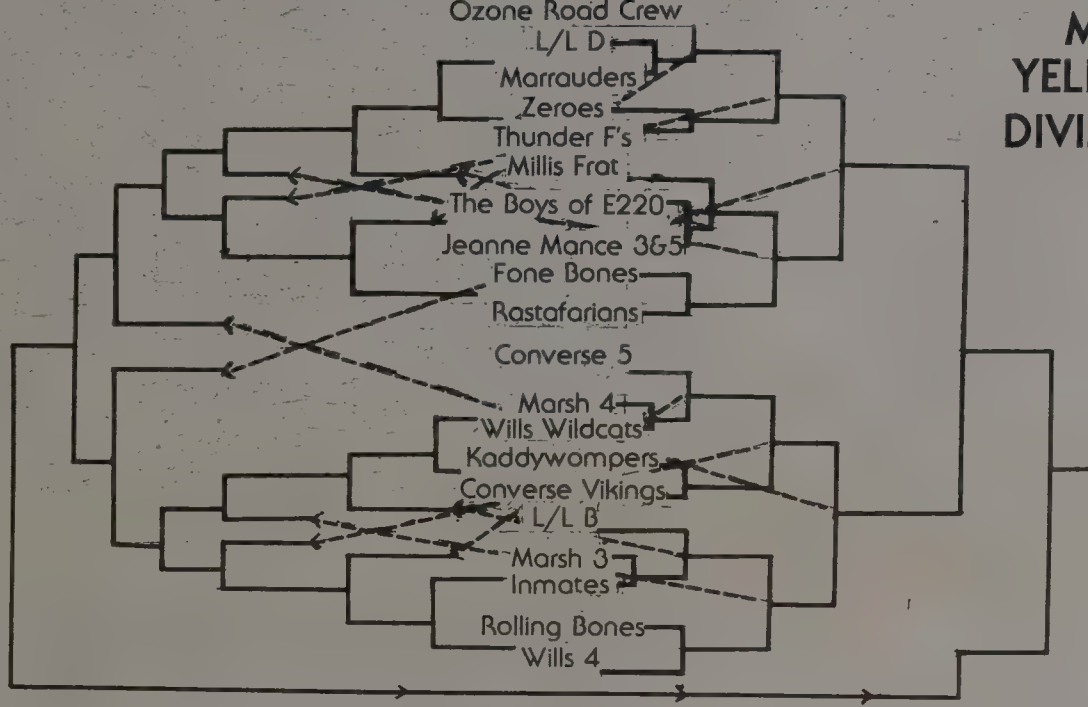 Ozone Road Crew
L/L D
Marrauders
Zeroes
Thunder F's
Millis Frat
The Boys of E220
Jeanne Mance 3&5
Fone Bones
Rastafarians
Converse 5
Marsh 4
Wills Wildcats
Kaddywompers
Converse Vikings
L/L B
Marsh 3
Inmates
Rolling Bones
Wills 4
M
YELL
DIVI